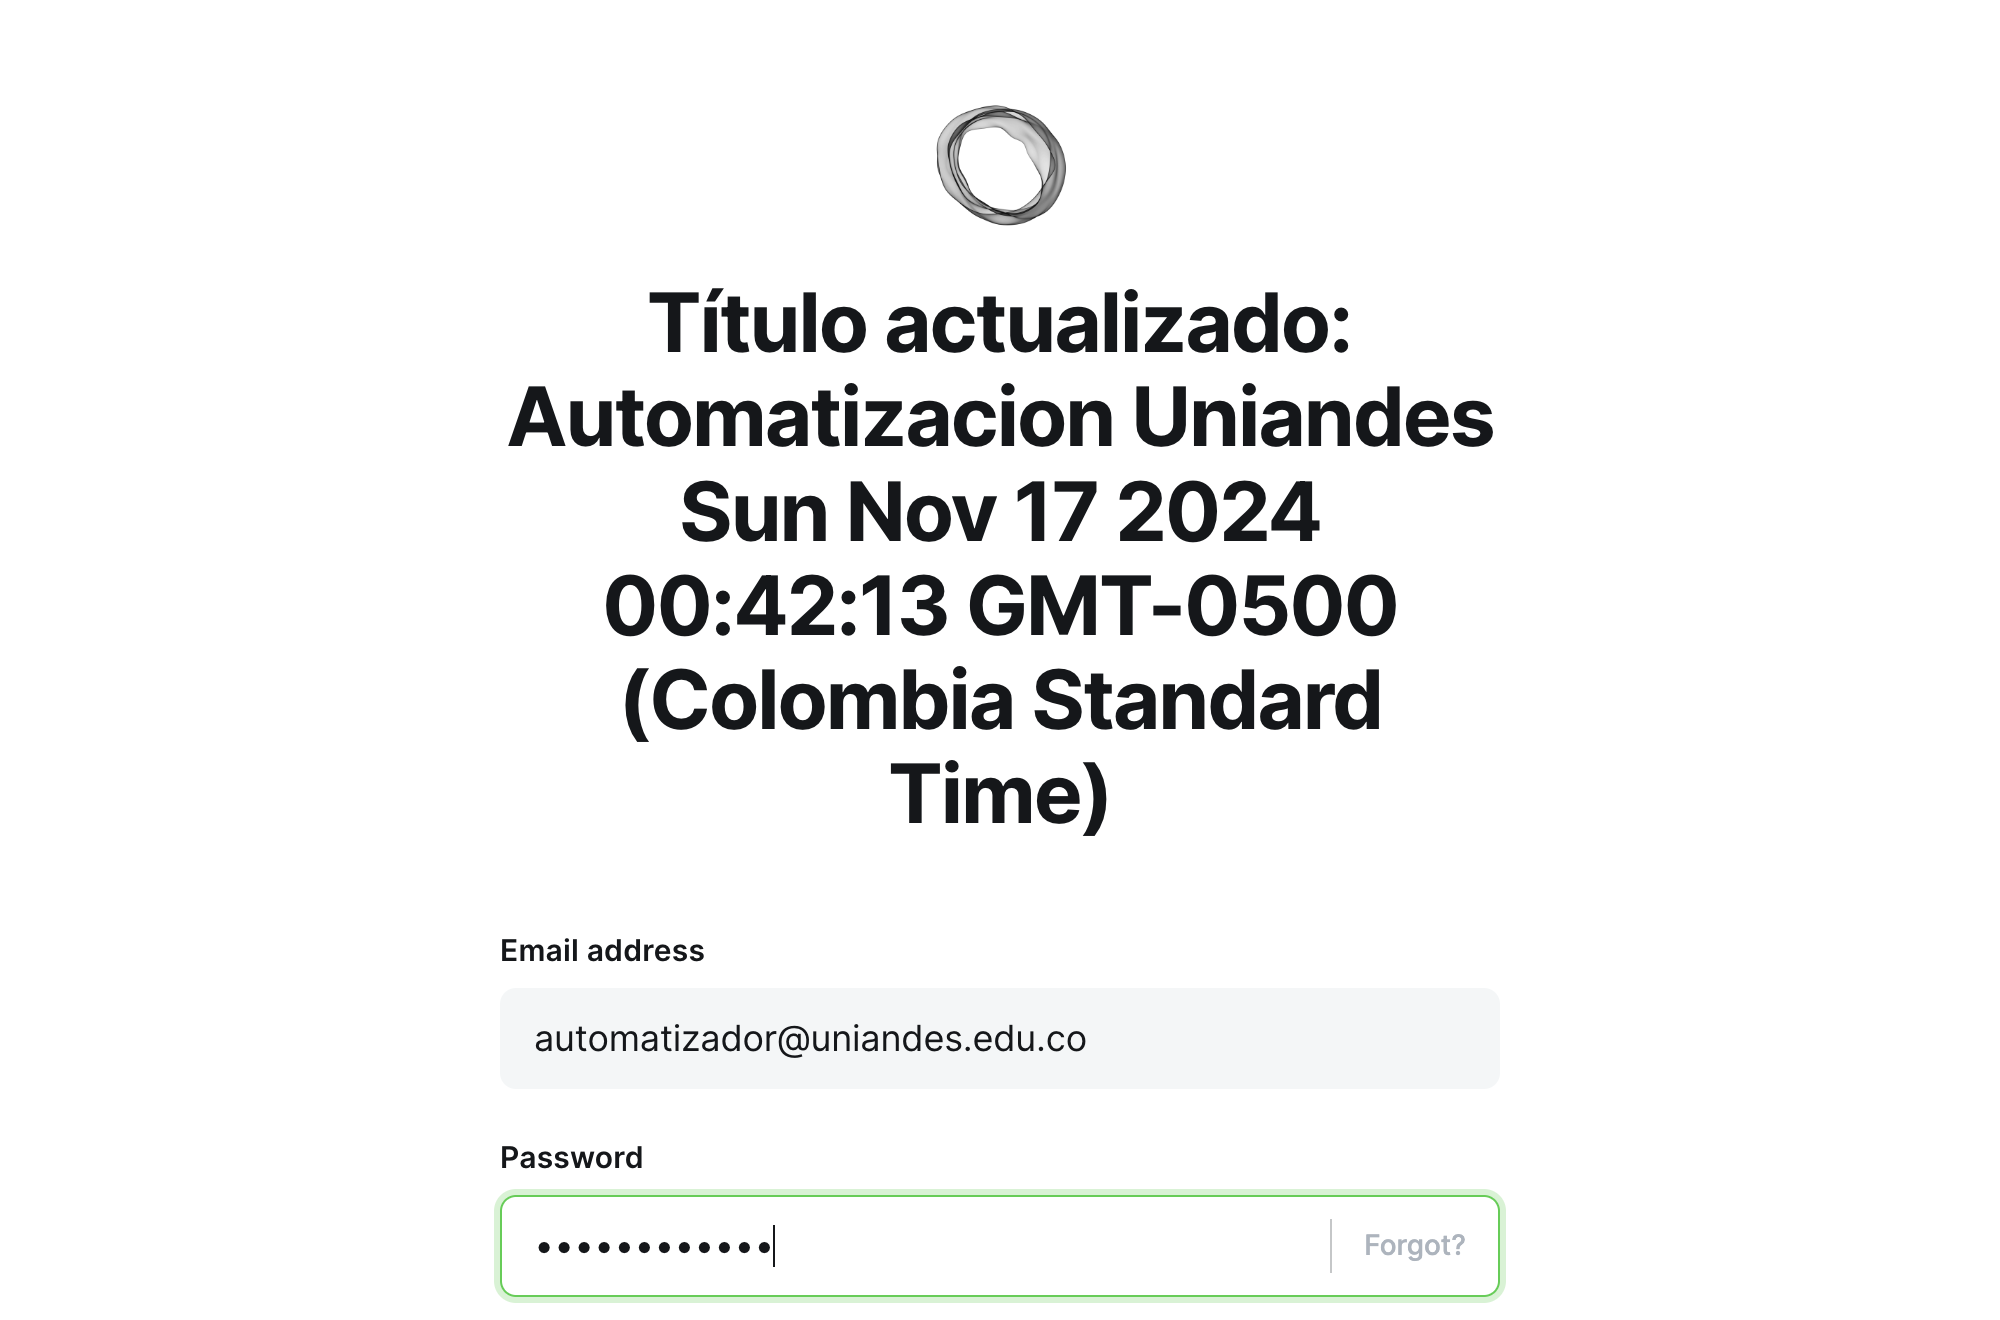 Título actualizado:
Automatizacion Uniandes
Sun Nov 17 2024
00:42:13 GMT-0500
(Colombia Standard
Time)
Email address
automatizador@uniandes.edu.co
Password
••••••••••••
Forgot?